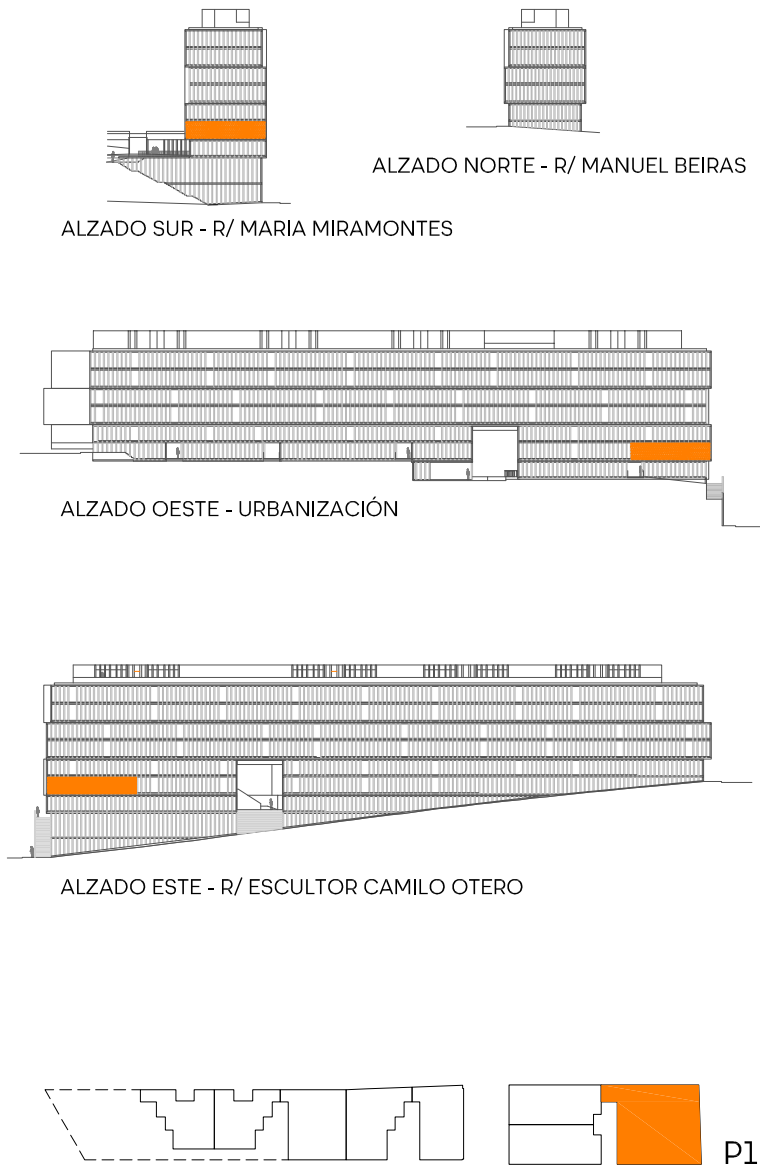 ALZADO NORTE - R/ MANUEL BEIRAS
ALZADO SUR - R/ MARIA MIRAMONTES
ALZADO OESTE - URBANIZACIÓN
ALZADO ESTE - R/ ESCULTOR CAMILO OTERO
P1